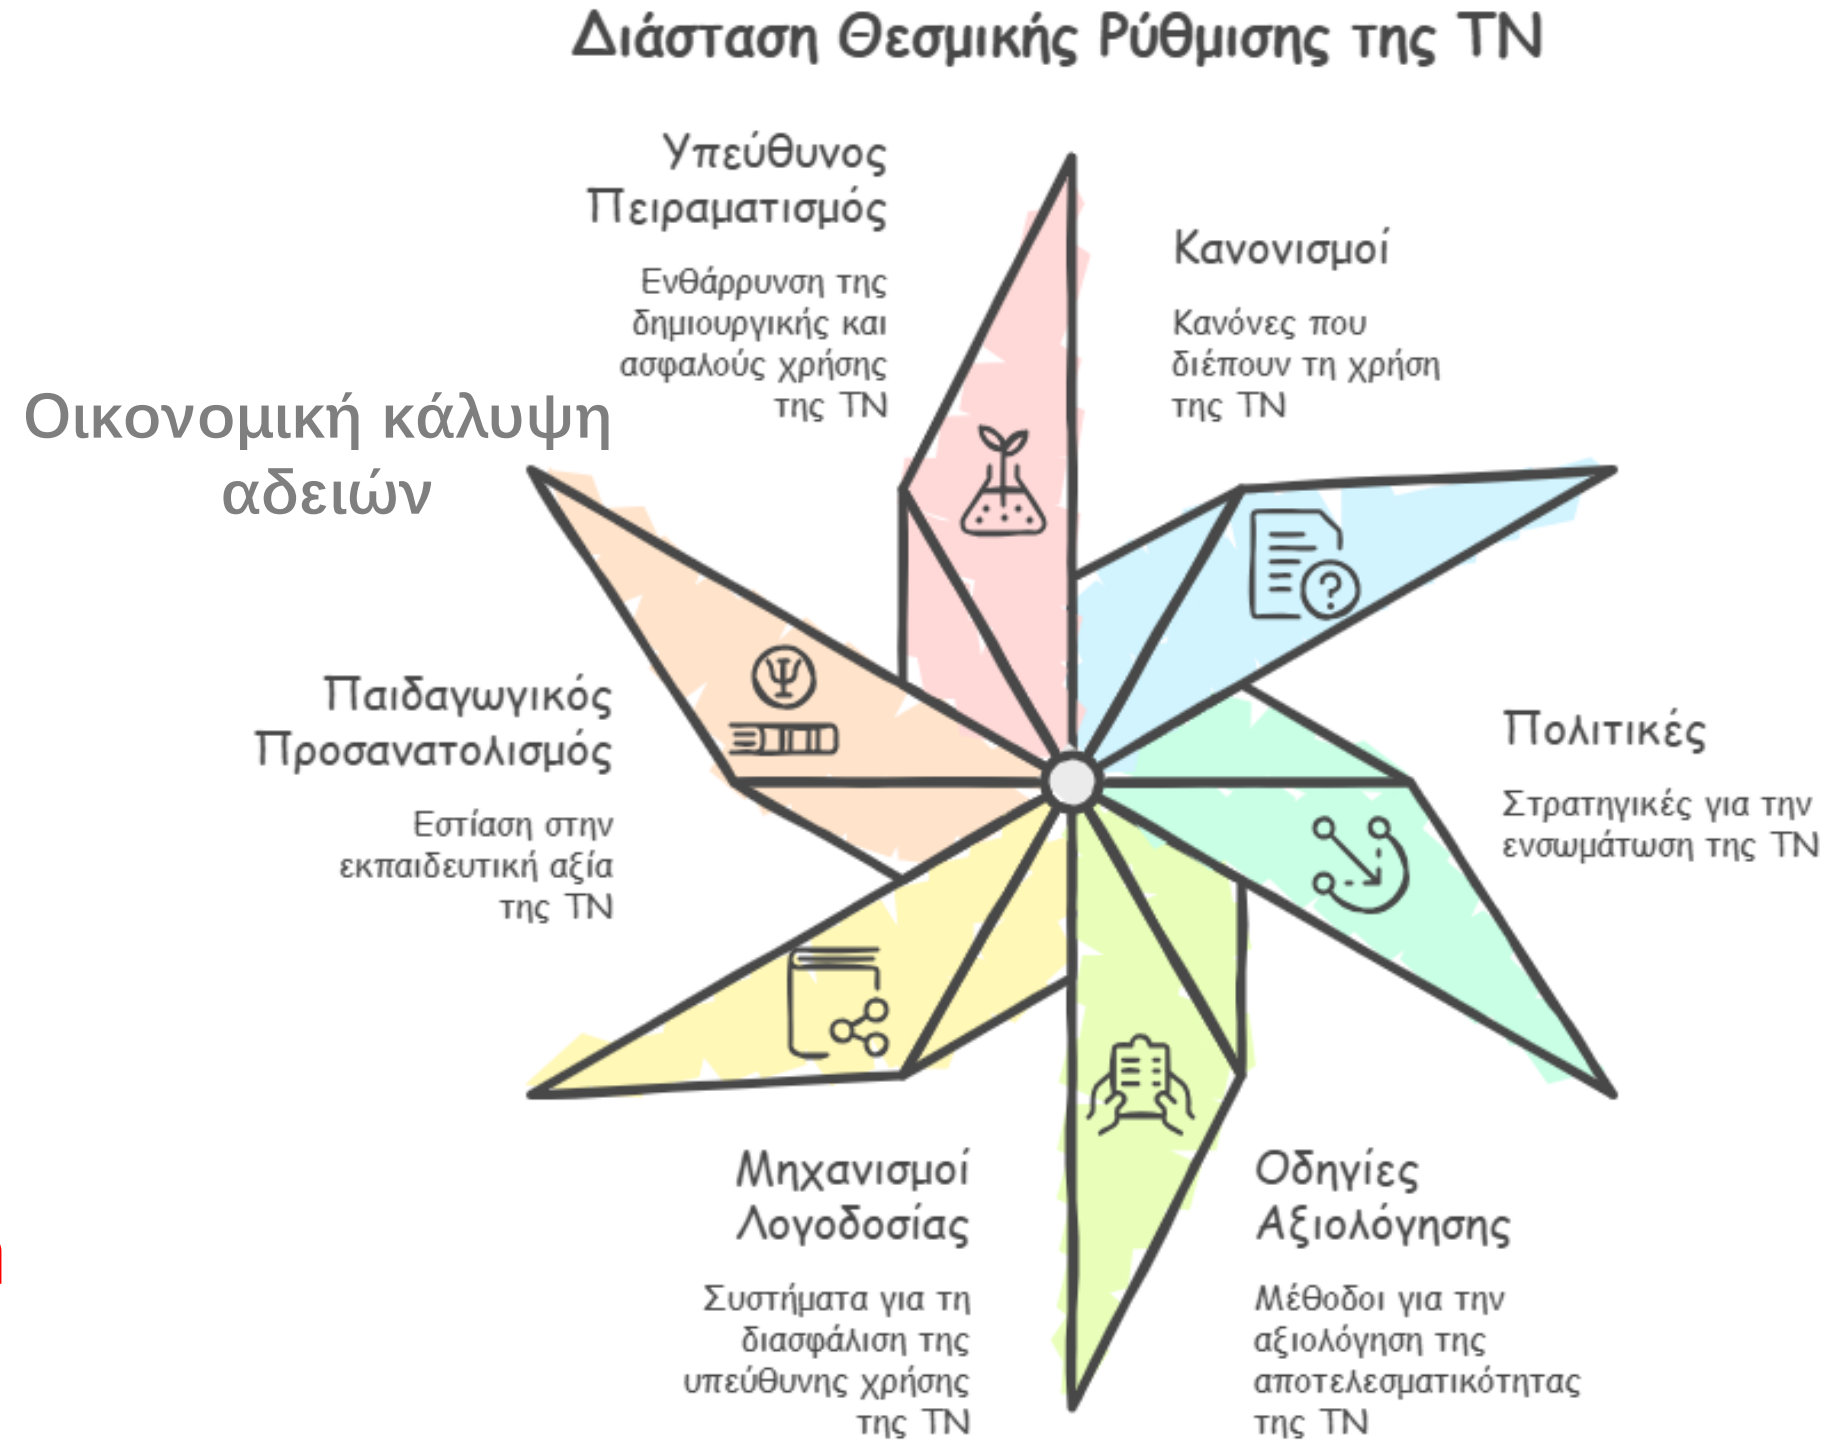 Διάσταση Θεσμικής Ρύθμισης της ΤΝ
Υπεύθυνος
Πειραματισμός
Ενθάρρυνση της
δημιουργικής και
ασφαλούς χρήσης
της ΤΝ
Κανονισμοί
Κανόνες που
διέπουν τη χρήση
της ΤΝ
Οικονομική κάλυψη
αδειών
Παιδαγωγικός
Προσανατολισμός
Εστίαση στην
εκπαιδευτική αξία
της ΤΝ
Πολιτικές
Στρατηγικές για την
ενσωμάτωση της ΤΝ
Μηχανισμοί
Λογοδοσίας
Συστήματα για τη
διασφάλιση της
υπεύθυνης χρήσης
της ΤΝ
Οδηγίες
Αξιολόγησης
Μέθοδοι για την
αξιολόγηση της
αποτελεσματικότητας
της ΤΝ